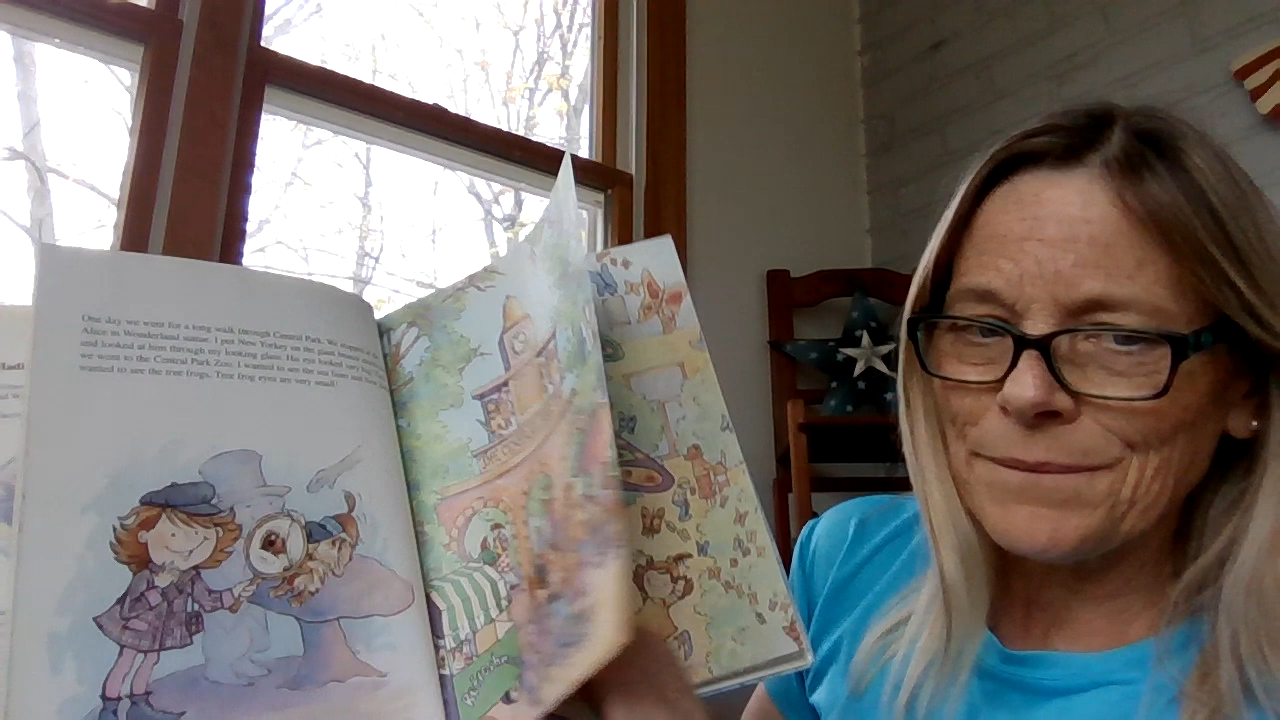 One day we went for a long walk through Central Park. We stopped at the
Alice in Wonderland statue. I put New Yorkey on the giant bronze
and looked at him through my looking glass. His eye looked very big.
we went to the Central Park Zoo. I wanted to see the sea lions and
wanted to see the tree frogs. Tree frog eyes are very small!